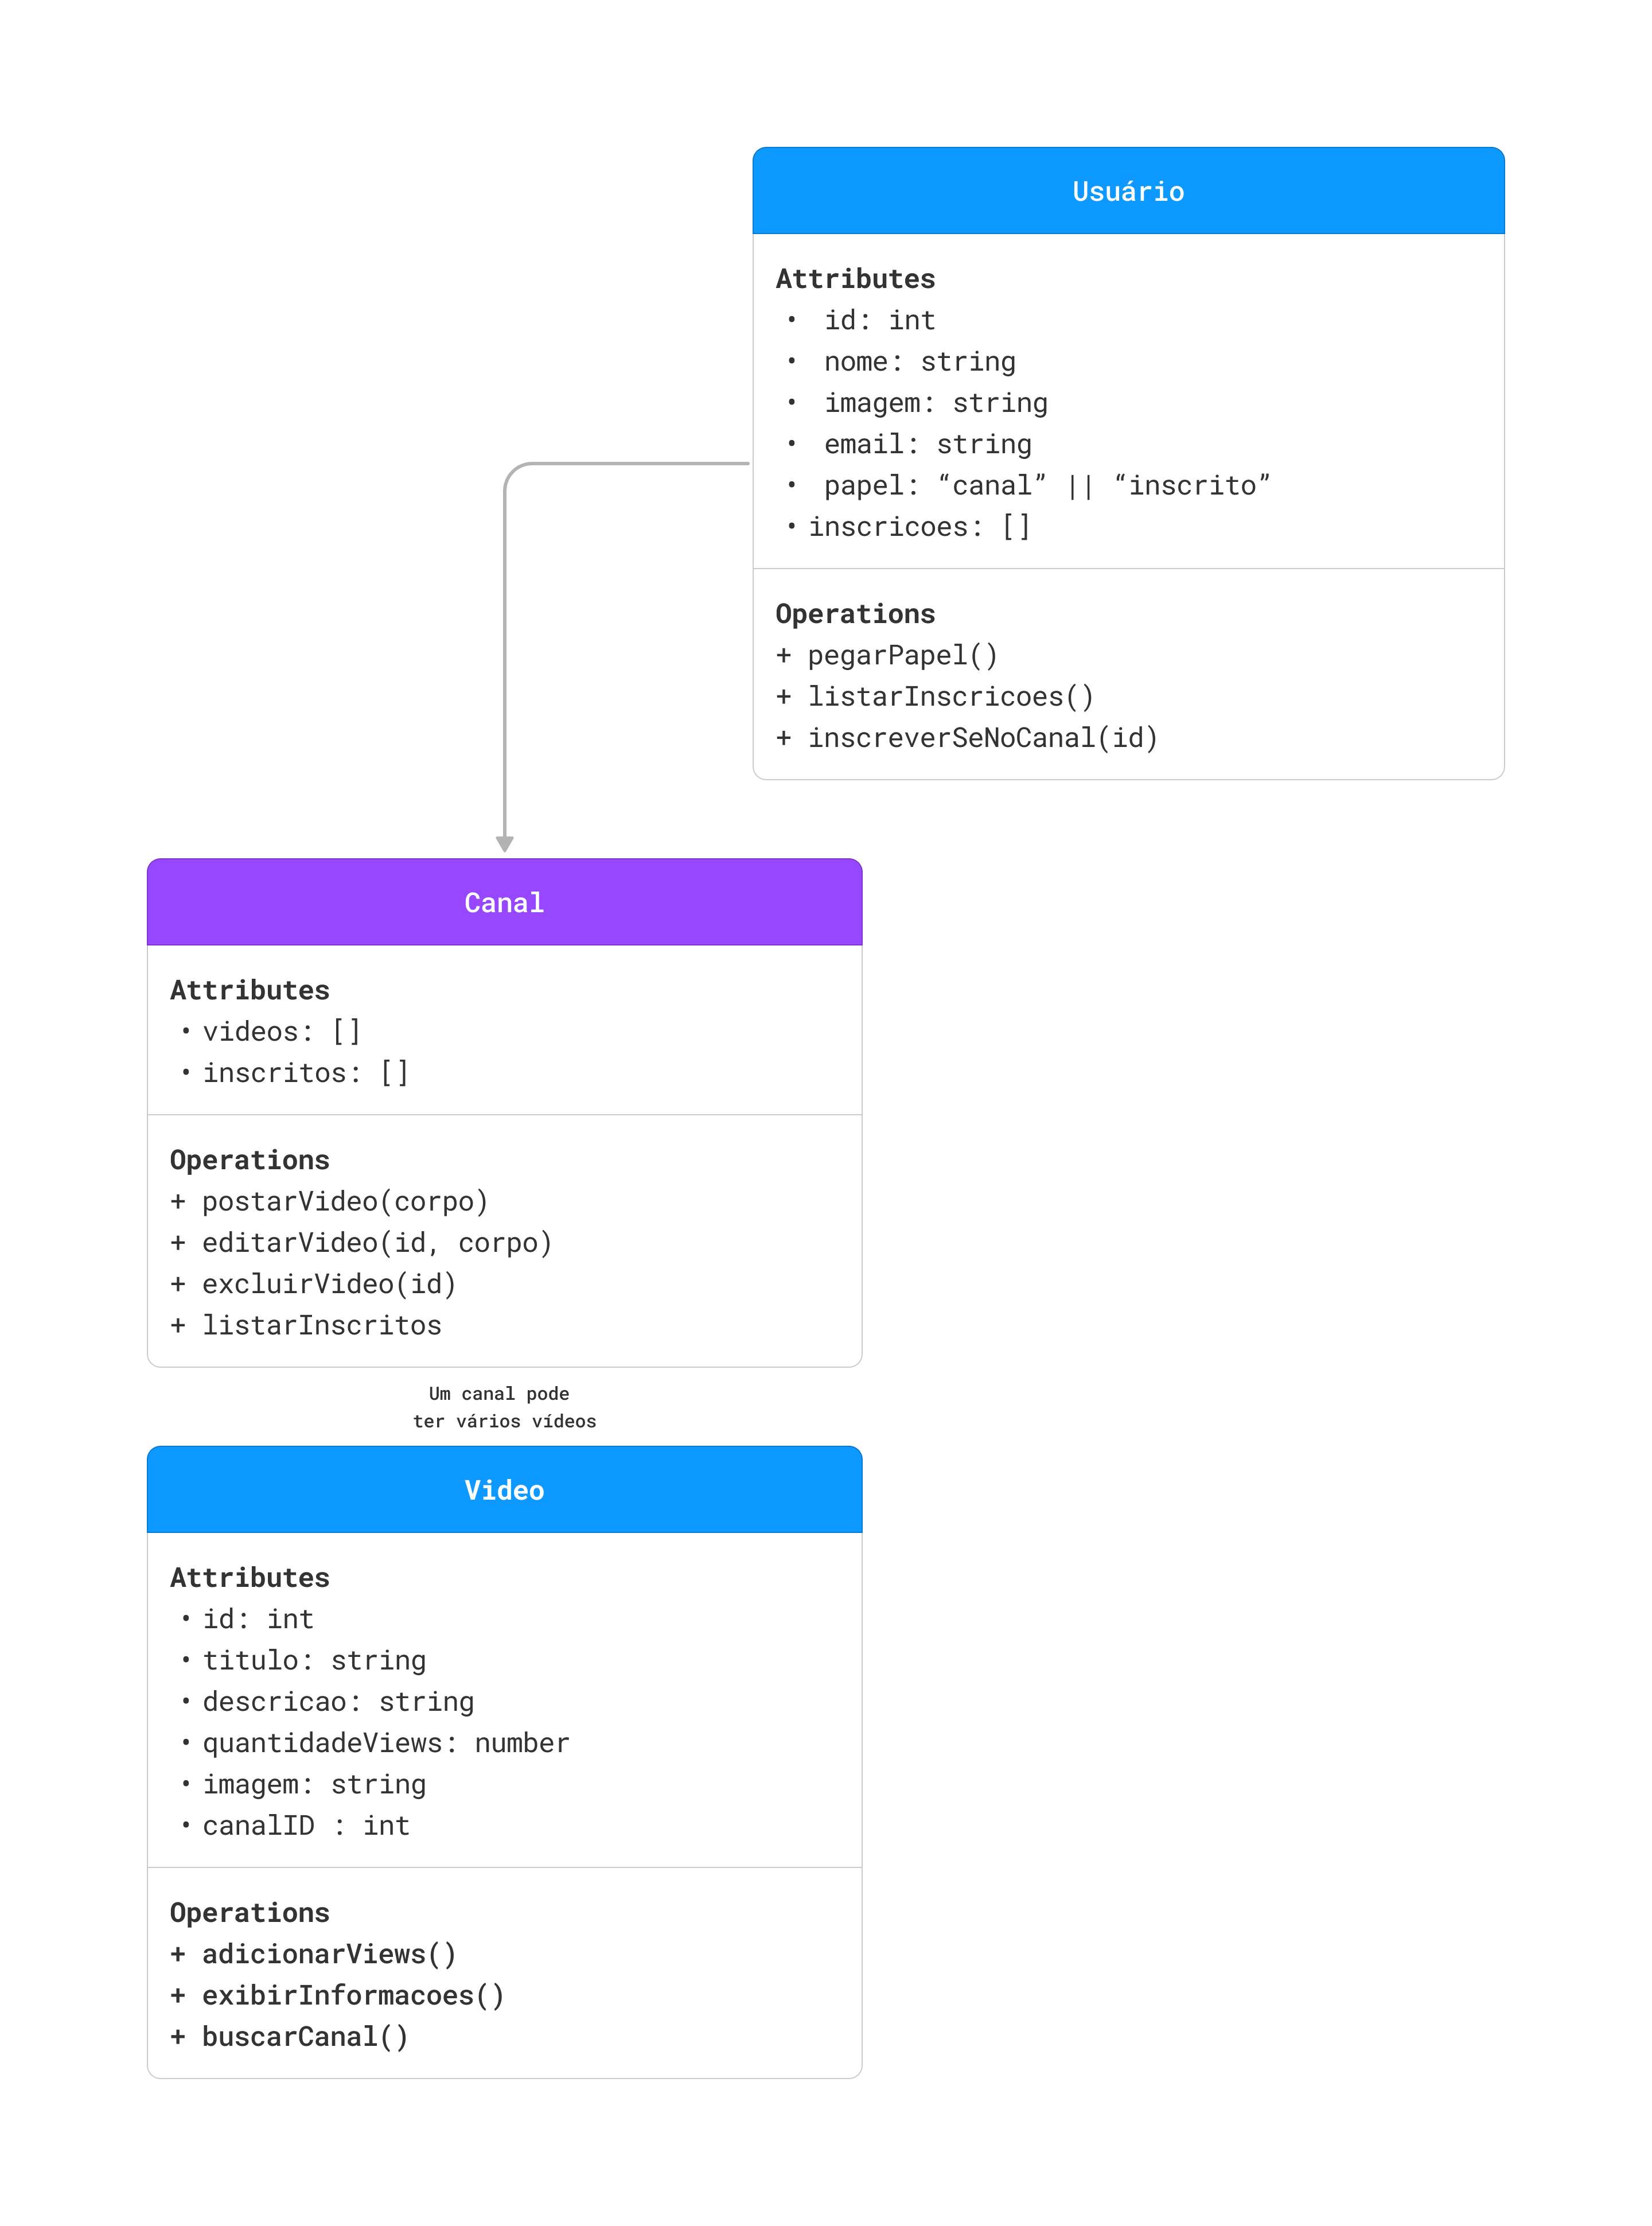 Usuário
Attributes
• id: int
• nome: string
• imagem: string
• email: string
• papel: “canal” || “inscrito”
• inscricoes: []
Operations
+ pegarPapel()
+ listarInscricoes()
+ inscreverSeNoCanal(id)
Canal
Attributes
• videos: []
• inscritos: []
Operations
+ postarVideo(corpo)
+ editarVideo(id, corpo)
+ excluirVideo(id)
+ listarInscritos
Um canal pode
ter vários vídeos
Video
Attributes
• id: int
• titulo: string
• descricao: string
• quantidadeViews: number
• imagem: string
• canalID : int
Operations
+ adicionarViews()
+ exibirInformacoes()
+ buscarCanal()